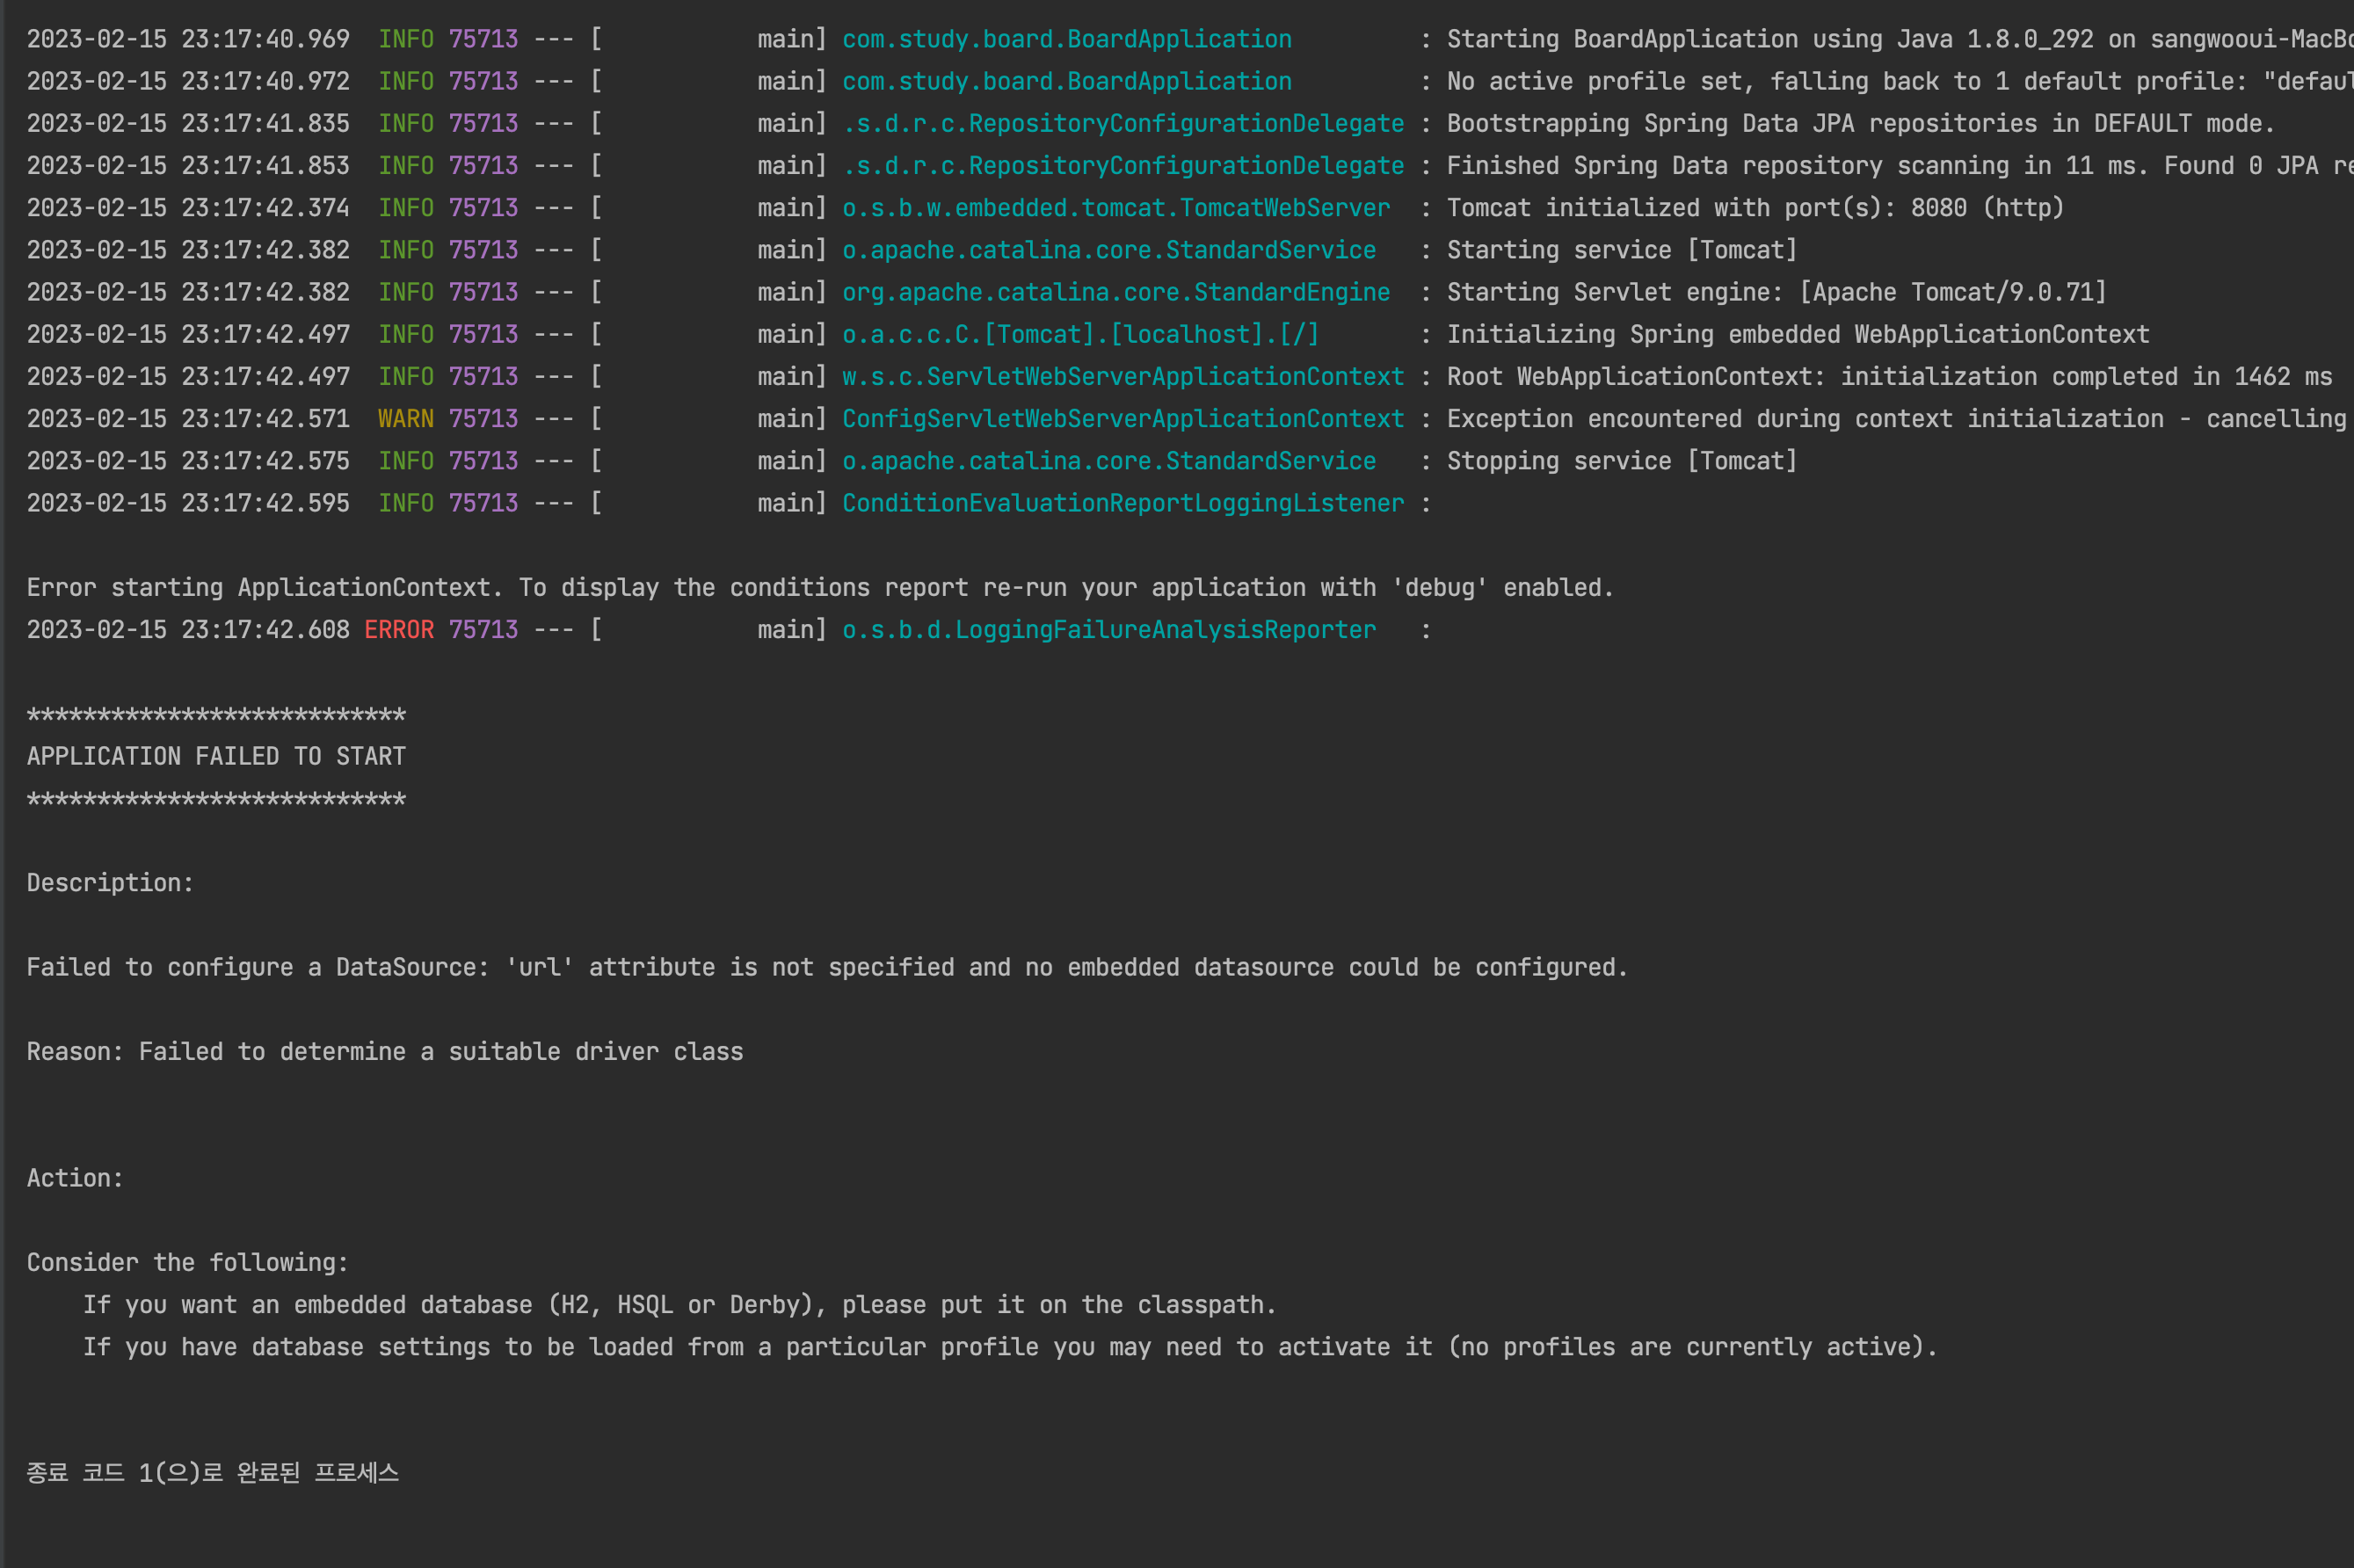 2023-02-15 23:17:40.969  INFO 75713 --- [           main] com.study.board.BoardApplication         : Starting BoardApplication using Java 1.8.0_292 on sangwooui-MacBo
2023-02-15 23:17:40.972  INFO 75713 --- [           main] com.study.board.BoardApplication         : No active profile set, falling back to 1 default profile: "defaul
2023-02-15 23:17:41.835  INFO 75713 --- [           main] .s.d.r.c.RepositoryConfigurationDelegate : Bootstrapping Spring Data JPA repositories in DEFAULT mode.
2023-02-15 23:17:41.853  INFO 75713 --- [           main] .s.d.r.c.RepositoryConfigurationDelegate : Finished Spring Data repository scanning in 11 ms. Found 0 JPA re
2023-02-15 23:17:42.374  INFO 75713 --- [           main] o.s.b.w.embedded.tomcat.TomcatWebServer  : Tomcat initialized with port(s): 8080 (http)
2023-02-15 23:17:42.382  INFO 75713 --- [           main] o.apache.catalina.core.StandardService   : Starting service [Tomcat]
2023-02-15 23:17:42.382  INFO 75713 --- [           main] org.apache.catalina.core.StandardEngine  : Starting Servlet engine: [Apache Tomcat/9.0.71]
2023-02-15 23:17:42.497  INFO 75713 --- [           main] o.a.c.c.C.[Tomcat].[localhost].[/]       : Initializing Spring embedded WebApplicationContext
2023-02-15 23:17:42.497  INFO 75713 --- [           main] w.s.c.ServletWebServerApplicationContext : Root WebApplicationContext: initialization completed in 1462 ms
2023-02-15 23:17:42.571  WARN 75713 --- [           main] ConfigServletWebServerApplicationContext : Exception encountered during context initialization - cancelling
2023-02-15 23:17:42.575  INFO 75713 --- [           main] o.apache.catalina.core.StandardService   : Stopping service [Tomcat]
2023-02-15 23:17:42.595  INFO 75713 --- [           main] ConditionEvaluationReportLoggingListener :
Error starting ApplicationContext. To display the conditions report re-run your application with 'debug' enabled.
2023-02-15 23:17:42.608 ERROR 75713 --- [           main] o.s.b.d.LoggingFailureAnalysisReporter   :
***************************
APPLICATION FAILED TO START
***************************
Description:
Failed to configure a DataSource: 'url' attribute is not specified and no embedded datasource could be configured.
Reason: Failed to determine a suitable driver class
Action:
Consider the following:
    If you want an embedded database (H2, HSQL or Derby), please put it on the classpath.
    If you have database settings to be loaded from a particular profile you may need to activate it (no profiles are currently active).
종료 코드 1(으)로 완료된 프로세스